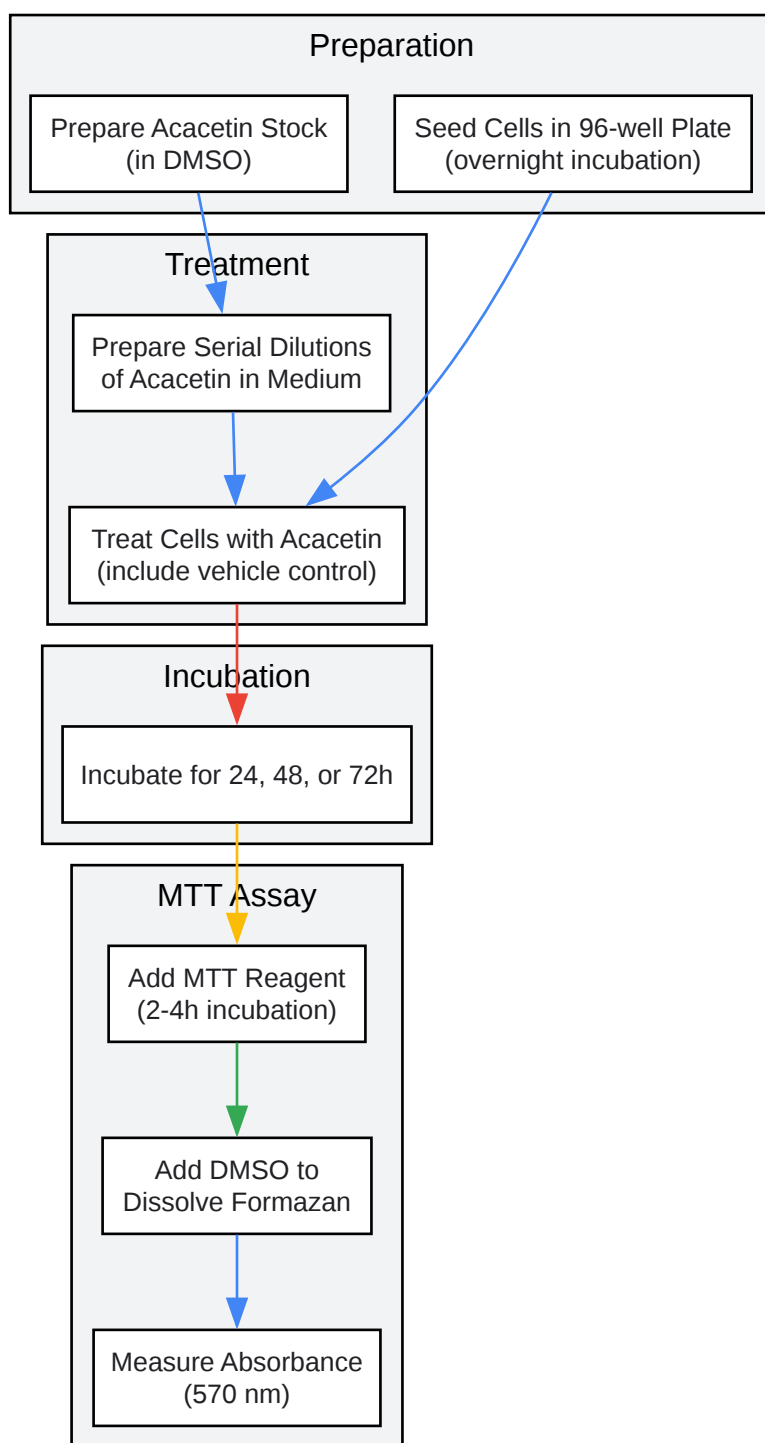 Preparation
Prepare Acacetin Stock
(in DMSO)
Seed Cells in 96-well Plate
(overnight incubation)
Treatment
Prepare Serial Dilutions
of Acacetin in Medium
Treat Cells with Acacetin
(include vehicle control)
Incubation
Incubate for 24, 48, or 72h
MTT Assay
Add MTT Reagent
(2-4h incubation)
Add DMSO to
Dissolve Formazan
Measure Absorbance
(570 nm)